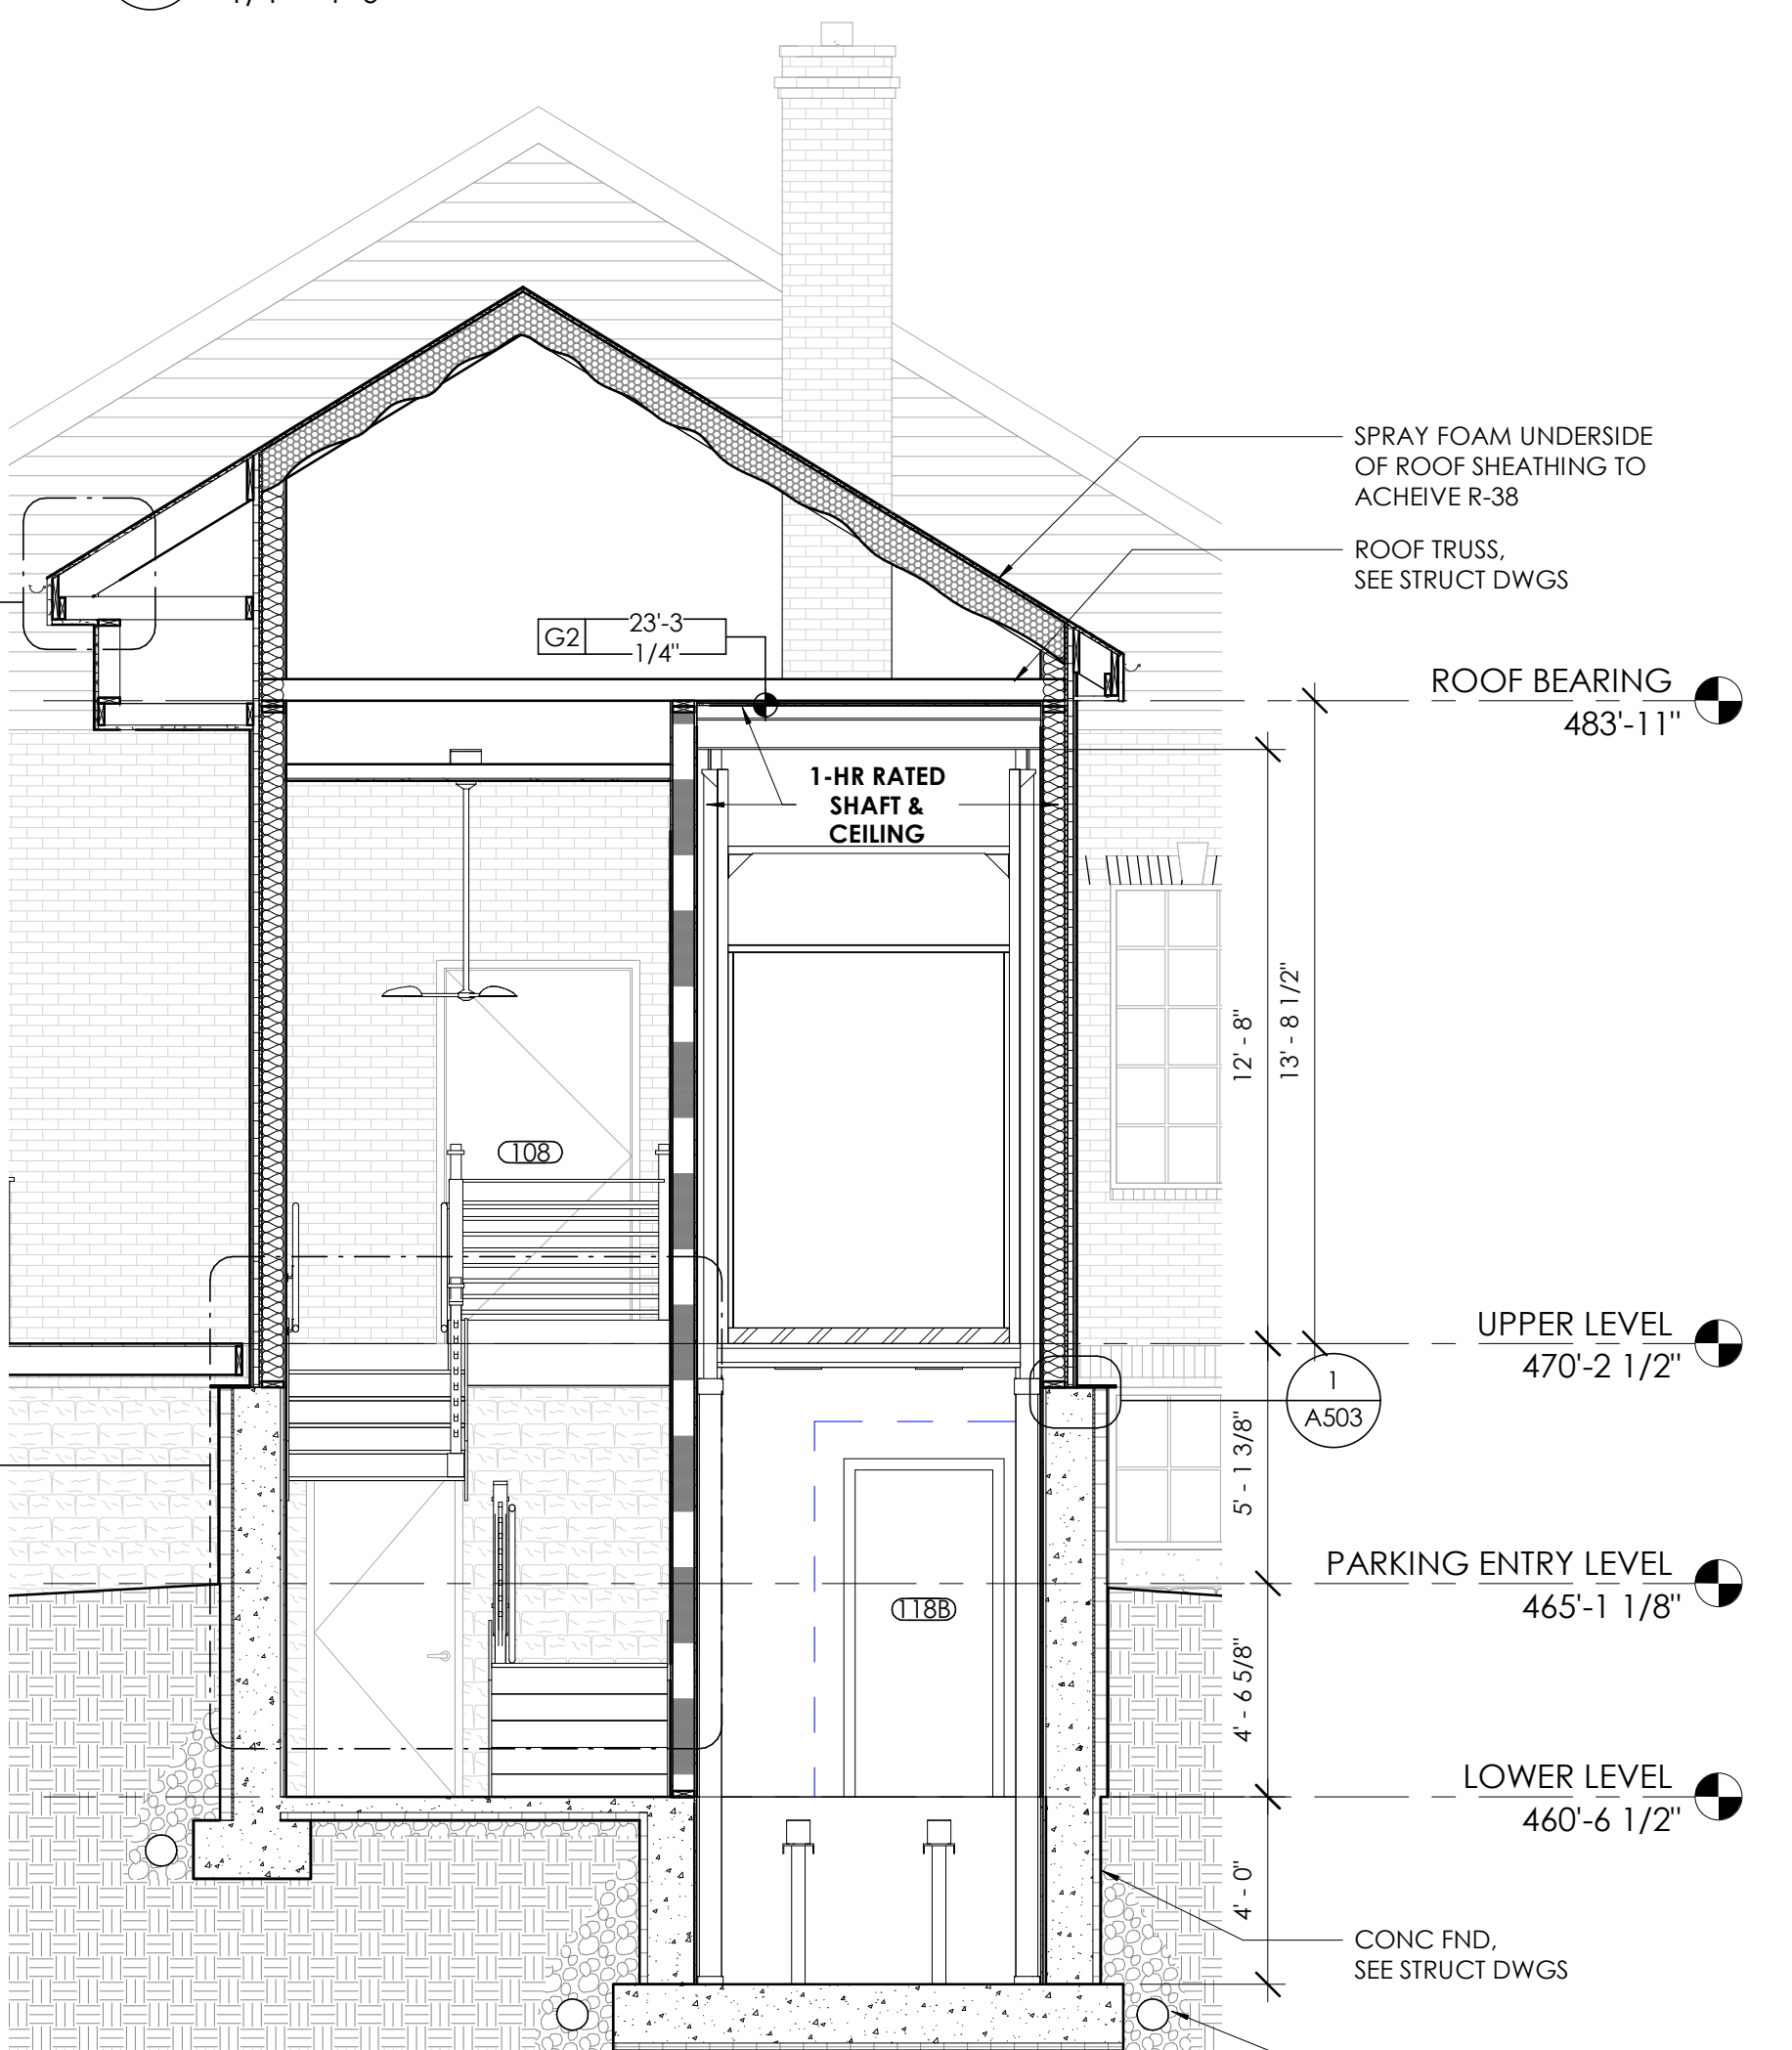 SPRAY FOAM UNDERSIDE
OF ROOF SHEATHING TO
ACHEIVE R-38
ROOF TRUSS,
SEE STRUCT DWGS
G2
23'-3
1/4"
ROOF BEARING
483'-11"
1-HR RATED
SHAFT &
CEILING
12' - 8"
13' - 8 1/2"
108
UPPER LEVEL
470'-2 1/2"
1
A503
5' - 1 3/8"
PARKING ENTRY LEVEL
465'-1 1/8"
118B
4' - 6 5/8"
LOWER LEVEL
460'-6 1/2"
4' - 0"
CONC FND,
SEE STRUCT DWGS